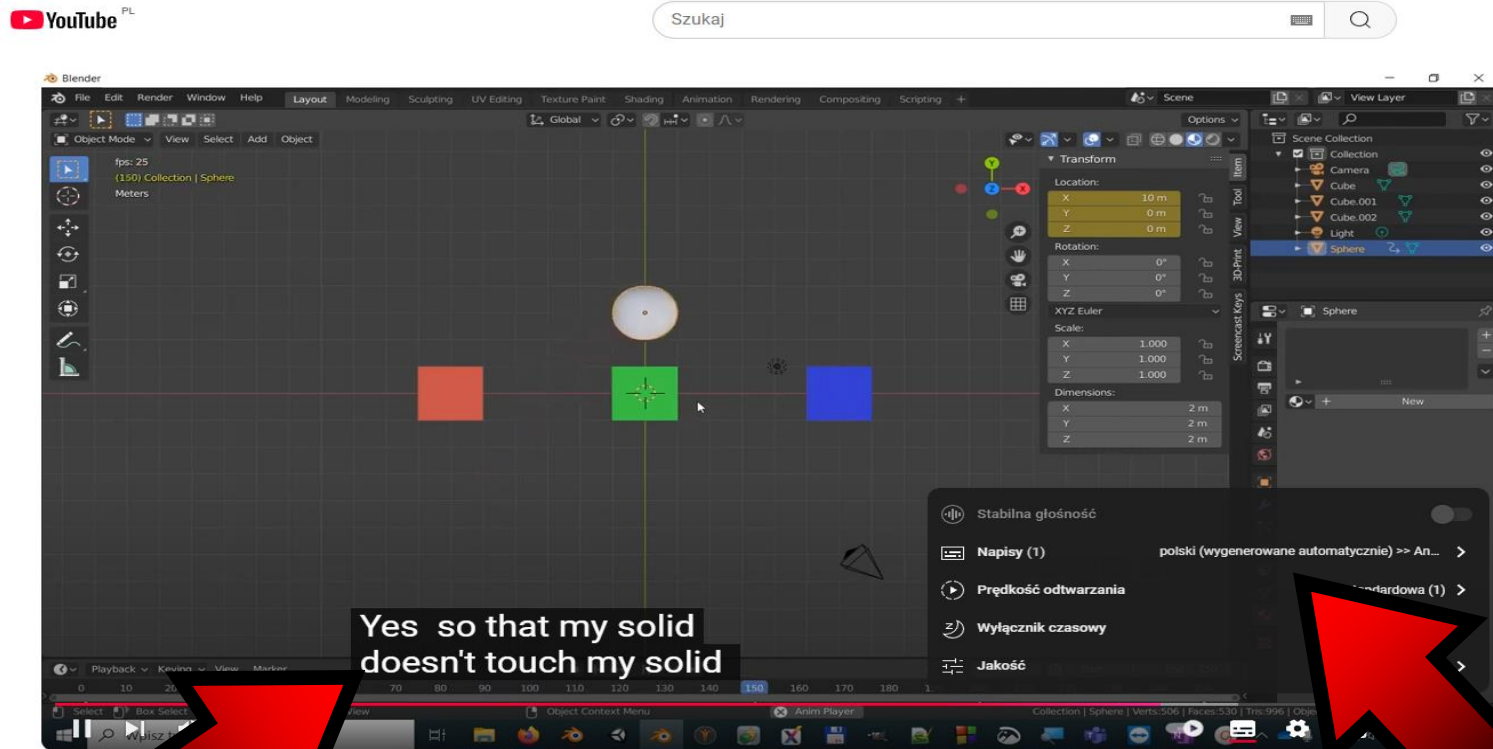 YouTube PL
Szukaj
Blender
File Edit Render Window Help Layout Modeling Sculpting UV Editing Texture Paint Shading Animation Rendering Compositing Scripting + Scene View Layer
Global Options
Object Mode View Select Add Object
Scene Collection
Collection
Camera
Cube
Cube.001
Cube.002
Light
Sphere
fps: 25
(150) Collection | Sphere
Meters
Y
Z X
Transform
Location:
X 10 m
Y 0 m
Z 0 m
Rotation:
X 0°
Y 0°
Z 0°
XYZ Euler
Scale:
X 1.000
Y 1.000
Z 1.000
Dimensions:
X 2 m
Y 2 m
Z 2 m
Item
Tool
View
3D-Print
Screencast Keys
Sphere
+ New
Stabilna głośność
Napisy (1) polski (wygenerowane automatycznie) >> An...
Prędkość odtwarzania (1)
Wyłącznik czasowy
Jakość
Yes so that my solid
doesn't touch my solid
Playback Keying View Marker
0 10 70 80 90 100 110 120 130 140 150 160 170 180
Select Box Select View Object Context Menu Anim Player Collection | Sphere | Verts:506 | Faces:530 | Tris:996